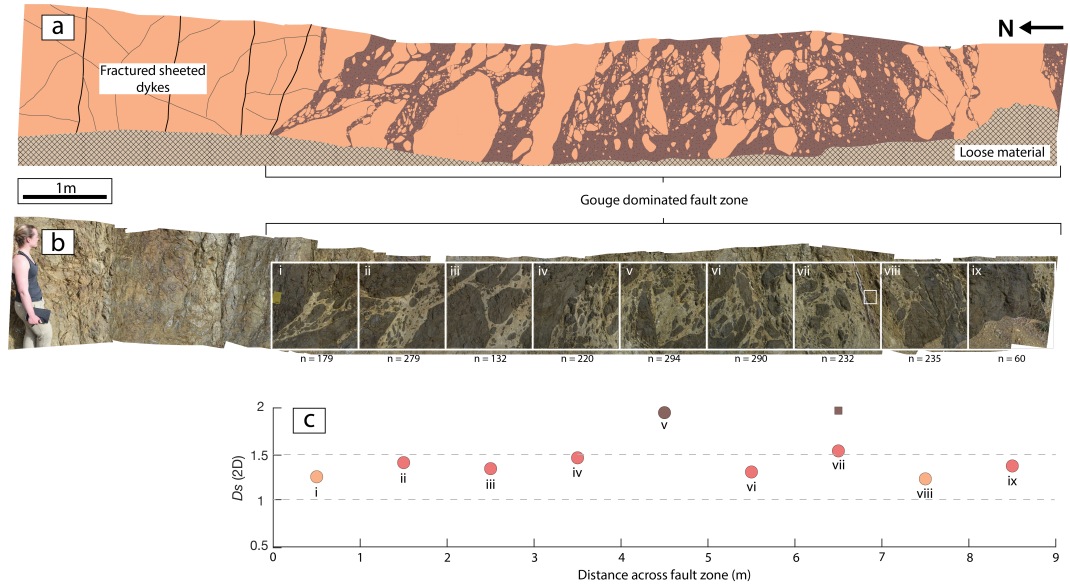 a
N
Fractured sheeted
dykes
Loose material
1m
Gouge dominated fault zone
b
i
ii
iii
iv
v
vi
vii
viii
ix
n = 179
n = 279
n = 132
n = 220
n = 294
n = 290
n = 232
n = 235
n = 60
c
Ds (2D)
2
1.5
1
0.5
i
ii
iii
iv
v
vi
vii
viii
ix
0
1
2
3
4
5
6
7
8
9
Distance across fault zone (m)